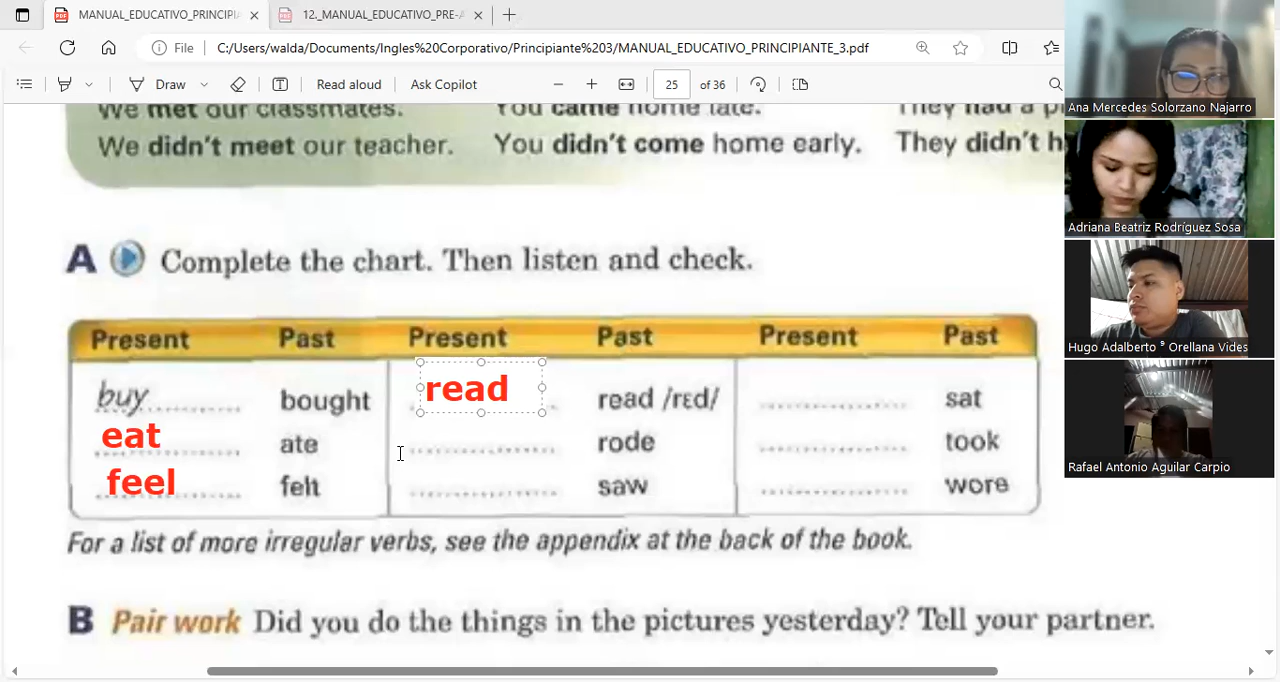 MANUAL_EDUCATIVO_PRINCIPI
12._MANUAL_EDUCATIVO_PRE-A
File C:/Users/walda/Documents/Ingles%20Corporativo/Principiante%203/MANUAL_EDUCATIVO_PRINCIPIANTE_3.pdf
Draw Read aloud Ask Copilot 25 of 36
We met our classmates. You came home late. They had a
We didn't meet our teacher. You didn't come home early. They didn't
A Complete the chart. Then listen and check.
Present Past Present Past Present Past
buy bought read read /rɛd/ sat
eat ate rode took
feel felt saw wore
For a list of more irregular verbs, see the appendix at the back of the book.
B Pair work Did you do the things in the pictures yesterday? Tell your partner.
Ana Mercedes Solorzano Najarro
Adriana Beatriz Rodríguez Sosa
Hugo Adalberto ° Orellana Vides
Rafael Antonio Aguilar Carpio